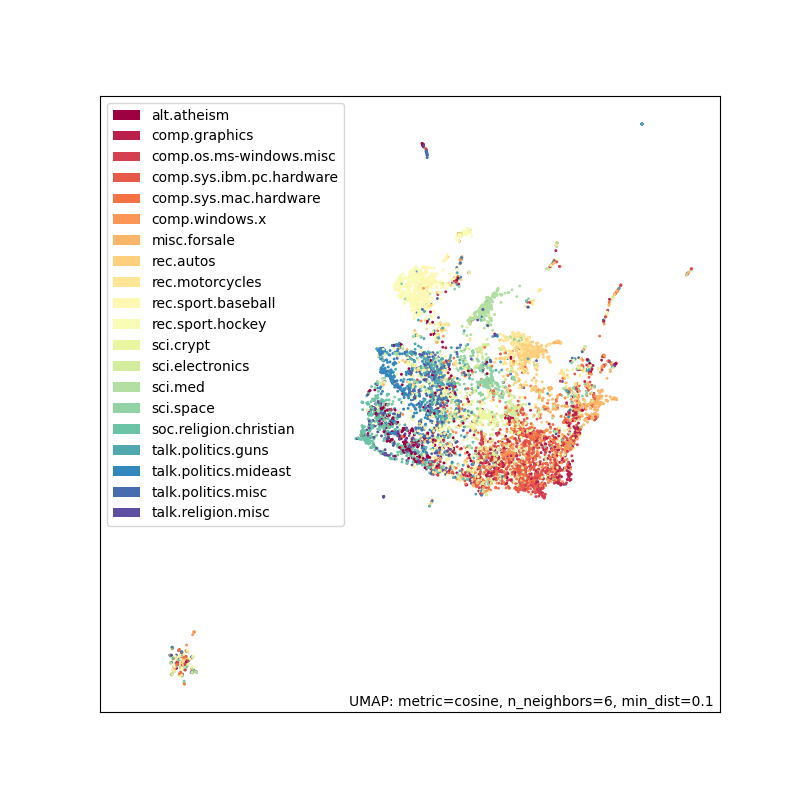 alt.atheism
comp.graphics
comp.os.ms-windows.misc
comp.sys.ibm.pc.hardware
comp.sys.mac.hardware
comp.windows.x
misc.forsale
rec.autos
rec.motorcycles
rec.sport.baseball
rec.sport.hockey
sci.crypt
sci.electronics
sci.med
sci.space
soc.religion.christian
talk.politics.guns
talk.politics.mideast
talk.politics.misc
talk.religion.misc
UMAP: metric=cosine, n_neighbors=6, min_dist=0.1